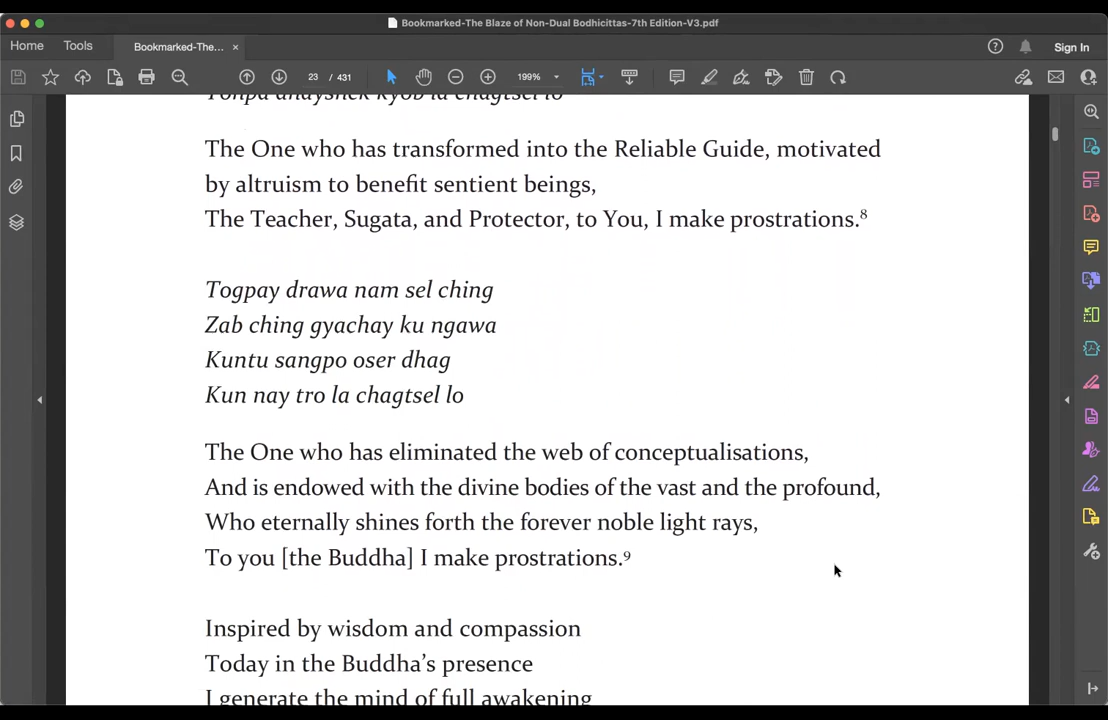 Bookmarked-The Blaze of Non-Dual Bodhicittas-7th Edition-V3.pdf
Home Tools Bookmarked-The... × Sign In
23 / 431 199%
Tonpa dhayshek kyob la chagtsel lo
The One who has transformed into the Reliable Guide, motivated
by altruism to benefit sentient beings,
The Teacher, Sugata, and Protector, to You, I make prostrations.⁸
Togpay drawa nam sel ching
Zab ching gyachay ku ngawa
Kuntu sangpo oser dhag
Kun nay tro la chagtsel lo
The One who has eliminated the web of conceptualisations,
And is endowed with the divine bodies of the vast and the profound,
Who eternally shines forth the forever noble light rays,
To you [the Buddha] I make prostrations.⁹
Inspired by wisdom and compassion
Today in the Buddha’s presence
I generate the mind of full awakening